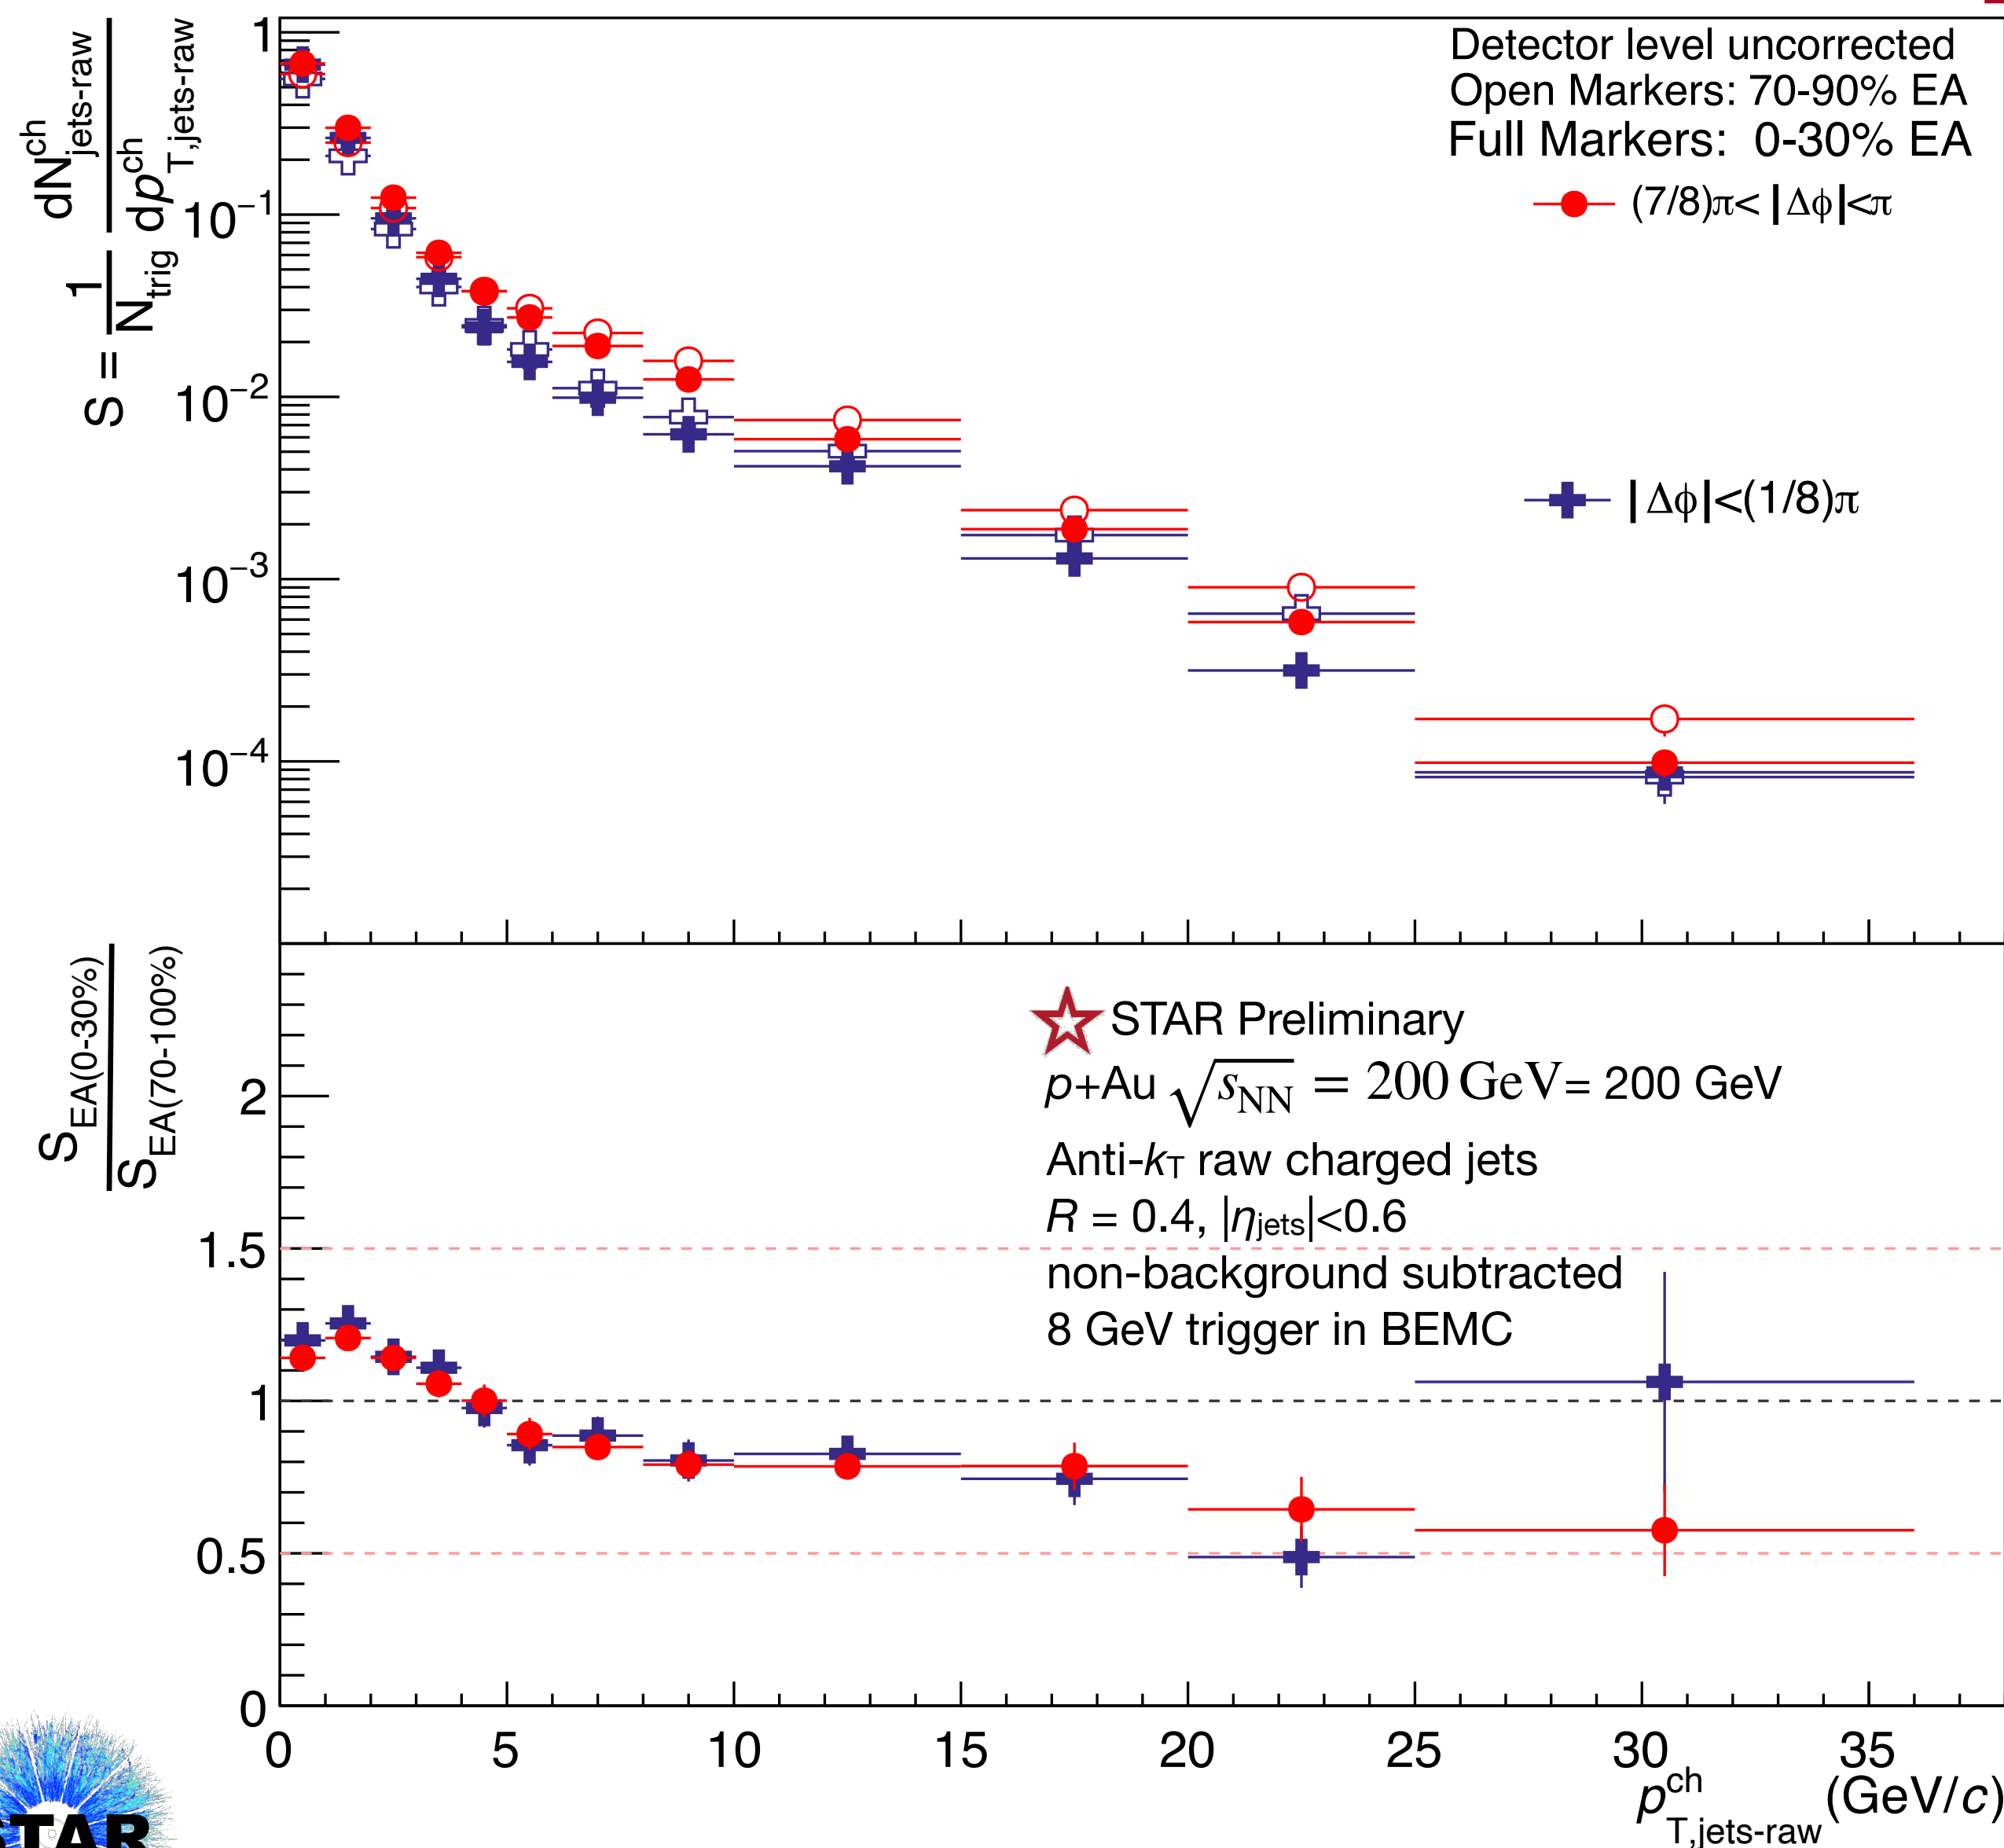 S = 1/N_trig dN^ch_jets-raw/dp^ch_T,jets-raw
1
10^−1
10^−2
10^−3
10^−4
Detector level uncorrected
Open Markers: 70-90% EA
Full Markers: 0-30% EA
(7/8)π< |Δϕ|<π
|Δϕ|<(1/8)π
S_EA(0-30%)/S_EA(70-100%)
2
1.5
1
0.5
0
STAR Preliminary
p+Au √s_NN = 200 GeV= 200 GeV
Anti-k_T raw charged jets
R = 0.4, |η_jets|<0.6
non-background subtracted
8 GeV trigger in BEMC
0 5 10 15 20 25 30 35
p^ch_T,jets-raw (GeV/c)
STAR